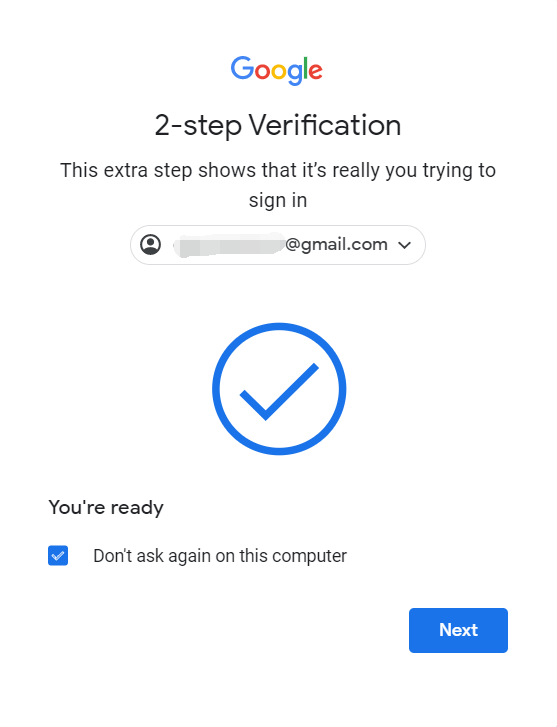 Google
2-step Verification
This extra step shows that it’s really you trying to
sign in
@gmail.com
You're ready
Don't ask again on this computer
Next